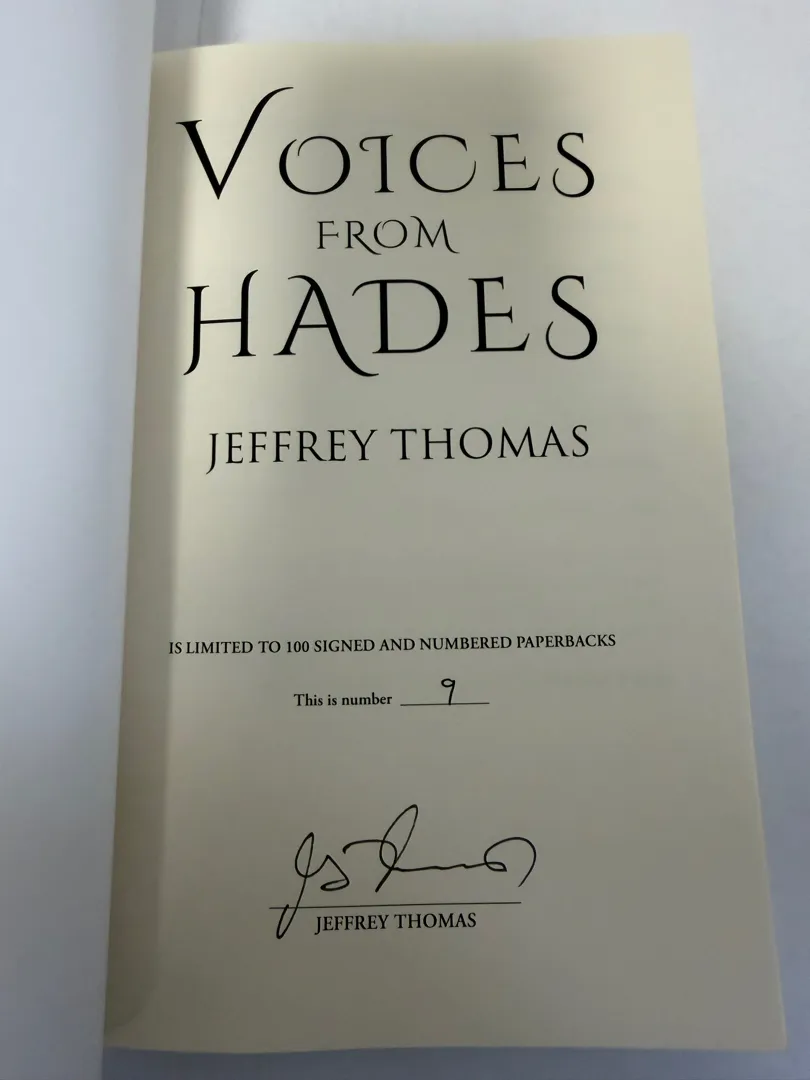 VOICES
FROM
HADES
JEFFREY THOMAS
IS LIMITED TO 100 SIGNED AND NUMBERED PAPERBACKS
This is number 9
JEFFREY THOMAS